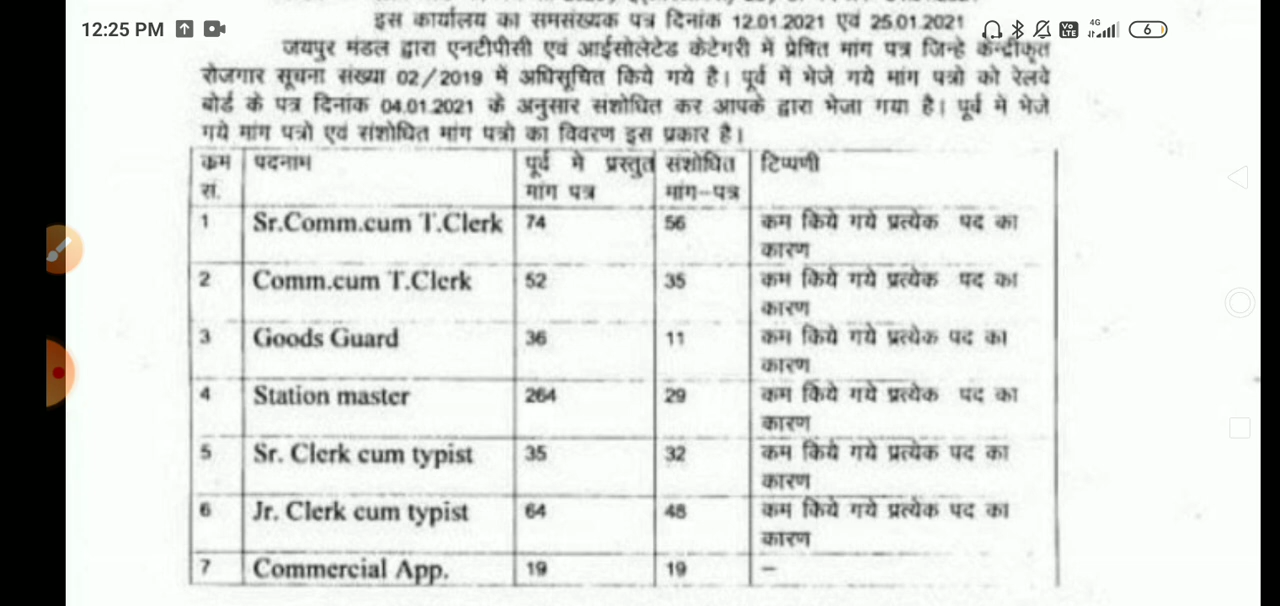 12:25 PM
4G
Vo LTE
6
इस कार्यालय का समसंख्यक पत्र दिनांक 12.01.2021 एवं 25.01.2021
जयपुर मंडल द्वारा एनटीपीसी एवं आईसोलेटेड केटेगरी में प्रेषित मांग पत्र जिन्हे केन्द्रीकृत
रोजगार सूचना संख्या 02/2019 में अधिसूचित किये गये है। पूर्व में भेजे गये मांग पत्रो को रेलवे
बोर्ड के पत्र दिनांक 04.01.2021 के अनुसार संशोधित कर आपके द्वारा भेजा गया है। पूर्व में भेजे
गये मांग पत्रो एवं संशोधित मांग पत्रो का विवरण इस प्रकार है।
कम सं. पदनाम पूर्व मे प्रस्तुत मांग पत्र संशोधित मांग-पत्र टिप्पणी
1 Sr.Comm.cum T.Clerk 74 56 कम किये गये प्रत्येक पद का कारण
2 Comm.cum T.Clerk 52 35 कम किये गये प्रत्येक पद का कारण
3 Goods Guard 36 11 कम किये गये प्रत्येक पद का कारण
4 Station master 264 29 कम किये गये प्रत्येक पद का कारण
5 Sr. Clerk cum typist 35 32 कम किये गये प्रत्येक पद का कारण
6 Jr. Clerk cum typist 64 48 कम किये गये प्रत्येक पद का कारण
7 Commercial App. 19 19 –